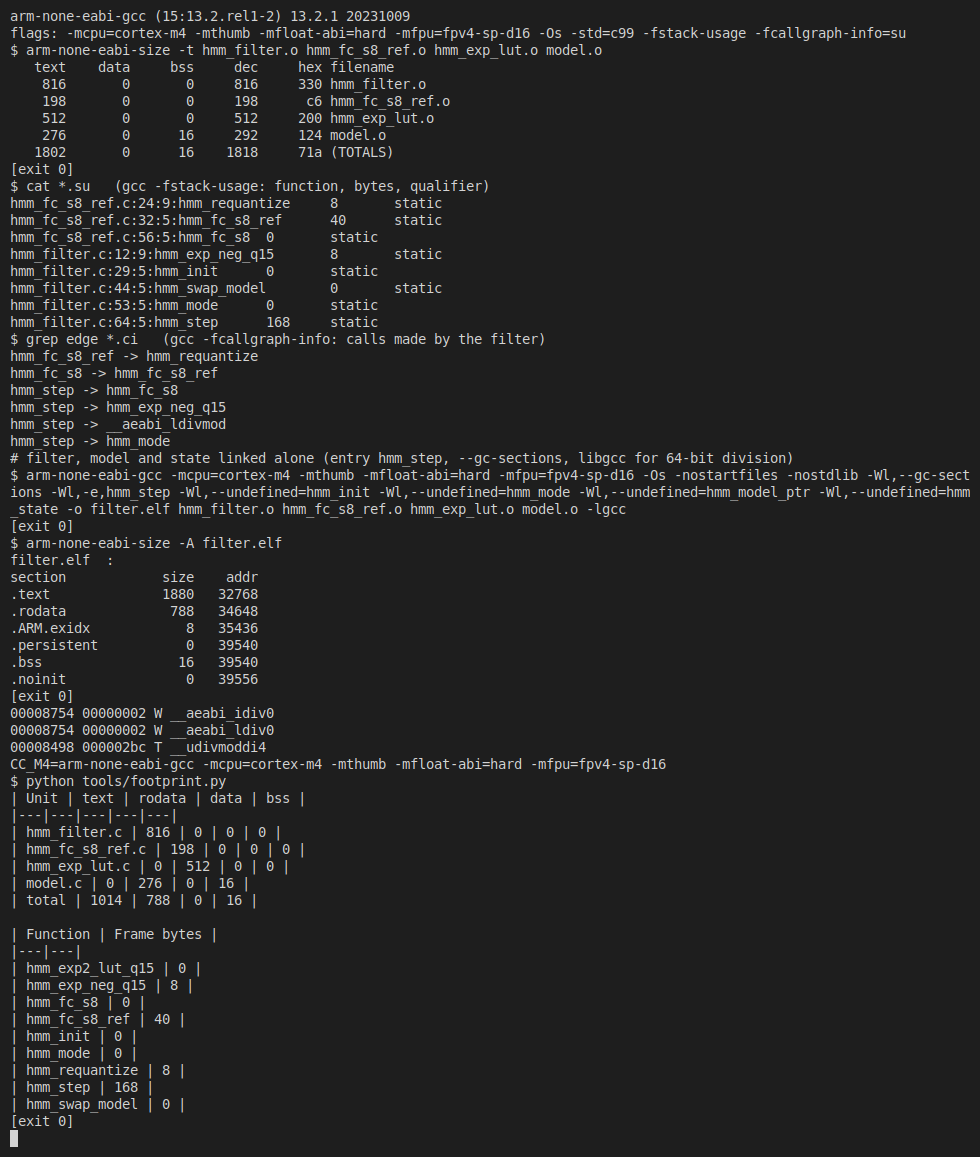 arm-none-eabi-gcc (15:13.2.rel1-2) 13.2.1 20231009
flags: -mcpu=cortex-m4 -mthumb -mfloat-abi=hard -mfpu=fpv4-sp-d16 -Os -std=c99 -fstack-usage -fcallgraph-info=su
$ arm-none-eabi-size -t hmm_filter.o hmm_fc_s8_ref.o hmm_exp_lut.o model.o
   text    data     bss     dec     hex filename
    816       0       0     816     330 hmm_filter.o
    198       0       0     198      c6 hmm_fc_s8_ref.o
    512       0       0     512     200 hmm_exp_lut.o
    276       0      16     292     124 model.o
   1802       0      16    1818     71a (TOTALS)
[exit 0]
$ cat *.su   (gcc -fstack-usage: function, bytes, qualifier)
hmm_fc_s8_ref.c:24:9:hmm_requantize     8       static
hmm_fc_s8_ref.c:32:5:hmm_fc_s8_ref      40      static
hmm_fc_s8_ref.c:56:5:hmm_fc_s8  0       static
hmm_filter.c:12:9:hmm_exp_neg_q15       8       static
hmm_filter.c:29:5:hmm_init      0       static
hmm_filter.c:44:5:hmm_swap_model        0       static
hmm_filter.c:53:5:hmm_mode      0       static
hmm_filter.c:64:5:hmm_step      168     static
$ grep edge *.ci   (gcc -fcallgraph-info: calls made by the filter)
hmm_fc_s8_ref -> hmm_requantize
hmm_fc_s8 -> hmm_fc_s8_ref
hmm_step -> hmm_fc_s8
hmm_step -> hmm_exp_neg_q15
hmm_step -> __aeabi_ldivmod
hmm_step -> hmm_mode
# filter, model and state linked alone (entry hmm_step, --gc-sections, libgcc for 64-bit division)
$ arm-none-eabi-gcc -mcpu=cortex-m4 -mthumb -mfloat-abi=hard -mfpu=fpv4-sp-d16 -Os -nostartfiles -nostdlib -Wl,--gc-sect
ions -Wl,-e,hmm_step -Wl,--undefined=hmm_init -Wl,--undefined=hmm_mode -Wl,--undefined=hmm_model_ptr -Wl,--undefined=hmm
_state -o filter.elf hmm_filter.o hmm_fc_s8_ref.o hmm_exp_lut.o model.o -lgcc
[exit 0]
$ arm-none-eabi-size -A filter.elf
filter.elf  :
section            size    addr
.text              1880   32768
.rodata             788   34648
.ARM.exidx            8   35436
.persistent           0   39540
.bss                 16   39540
.noinit               0   39556
[exit 0]
00008754 00000002 W __aeabi_idiv0
00008754 00000002 W __aeabi_ldiv0
00008498 000002bc T __udivmoddi4
CC_M4=arm-none-eabi-gcc -mcpu=cortex-m4 -mthumb -mfloat-abi=hard -mfpu=fpv4-sp-d16
$ python tools/footprint.py
| Unit | text | rodata | data | bss |
|---|---|---|---|---|
| hmm_filter.c | 816 | 0 | 0 | 0 |
| hmm_fc_s8_ref.c | 198 | 0 | 0 | 0 |
| hmm_exp_lut.c | 0 | 512 | 0 | 0 |
| model.c | 0 | 276 | 0 | 16 |
| total | 1014 | 788 | 0 | 16 |

| Function | Frame bytes |
|---|---|
| hmm_exp2_lut_q15 | 0 |
| hmm_exp_neg_q15 | 8 |
| hmm_fc_s8 | 0 |
| hmm_fc_s8_ref | 40 |
| hmm_init | 0 |
| hmm_mode | 0 |
| hmm_requantize | 8 |
| hmm_step | 168 |
| hmm_swap_model | 0 |
[exit 0]